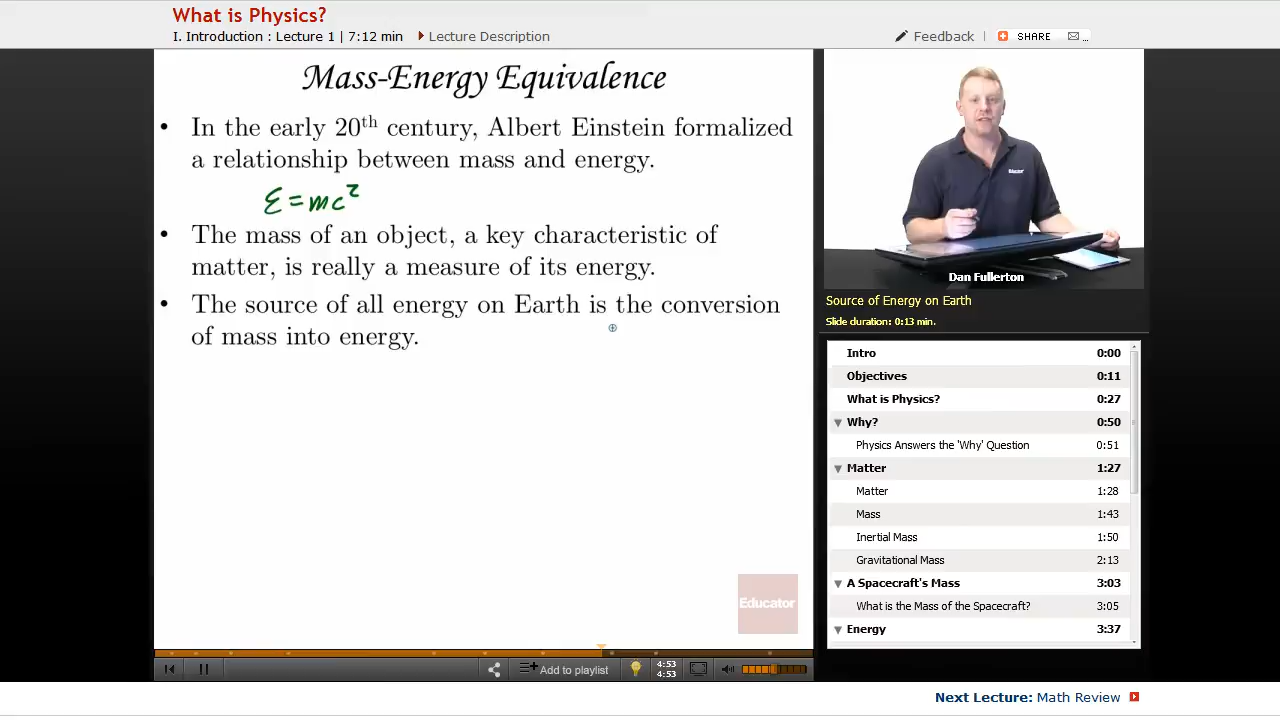 What is Physics?
I. Introduction : Lecture 1 | 7:12 min
Lecture Description
Feedback
SHARE
Mass-Energy Equivalence
• In the early 20th century, Albert Einstein formalized
a relationship between mass and energy.
E=mc²
• The mass of an object, a key characteristic of
matter, is really a measure of its energy.
• The source of all energy on Earth is the conversion
of mass into energy.
Educator
Dan Fullerton
Source of Energy on Earth
Slide duration: 0:13 min.
Intro 0:00
Objectives 0:11
What is Physics? 0:27
Why? 0:50
Physics Answers the 'Why' Question 0:51
Matter 1:27
Matter 1:28
Mass 1:43
Inertial Mass 1:50
Gravitational Mass 2:13
A Spacecraft's Mass 3:03
What is the Mass of the Spacecraft? 3:05
Energy 3:37
Add to playlist
4:53
4:53
Next Lecture: Math Review